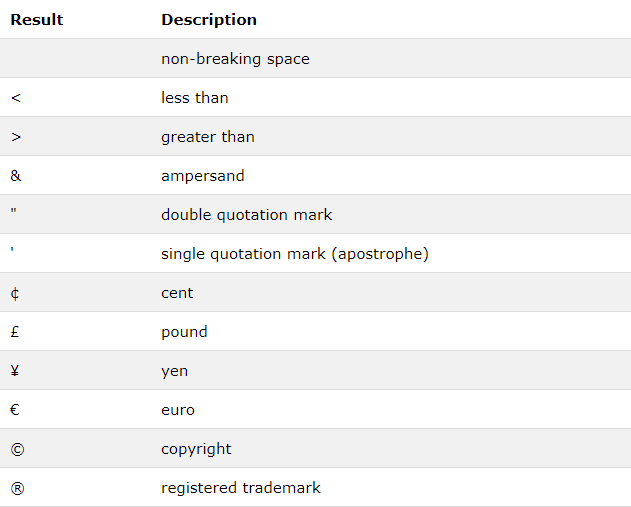 Result Description
non-breaking space
< less than
> greater than
& ampersand
" double quotation mark
' single quotation mark (apostrophe)
¢ cent
£ pound
¥ yen
€ euro
© copyright
® registered trademark